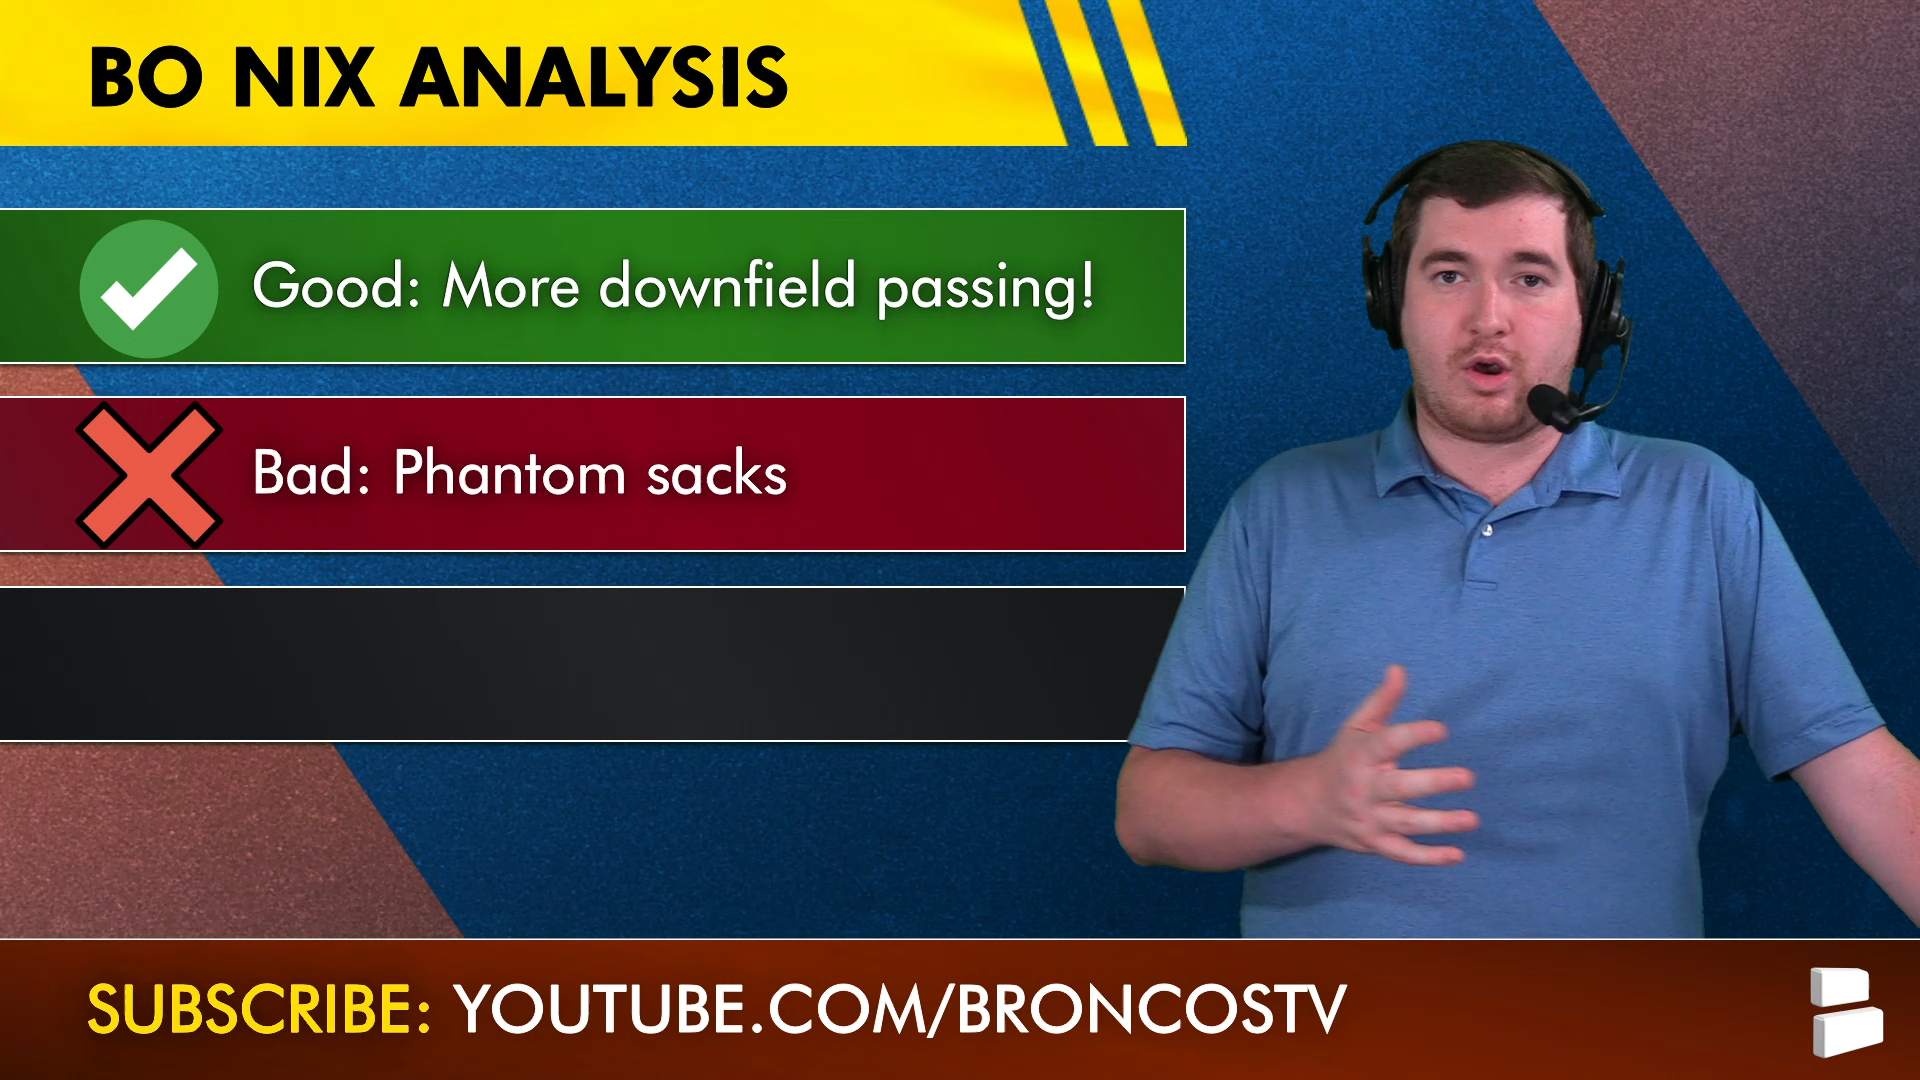 BO NIX ANALYSIS
Good: More downfield passing!
Bad: Phantom sacks
SUBSCRIBE: YOUTUBE.COM/BRONCOSTV